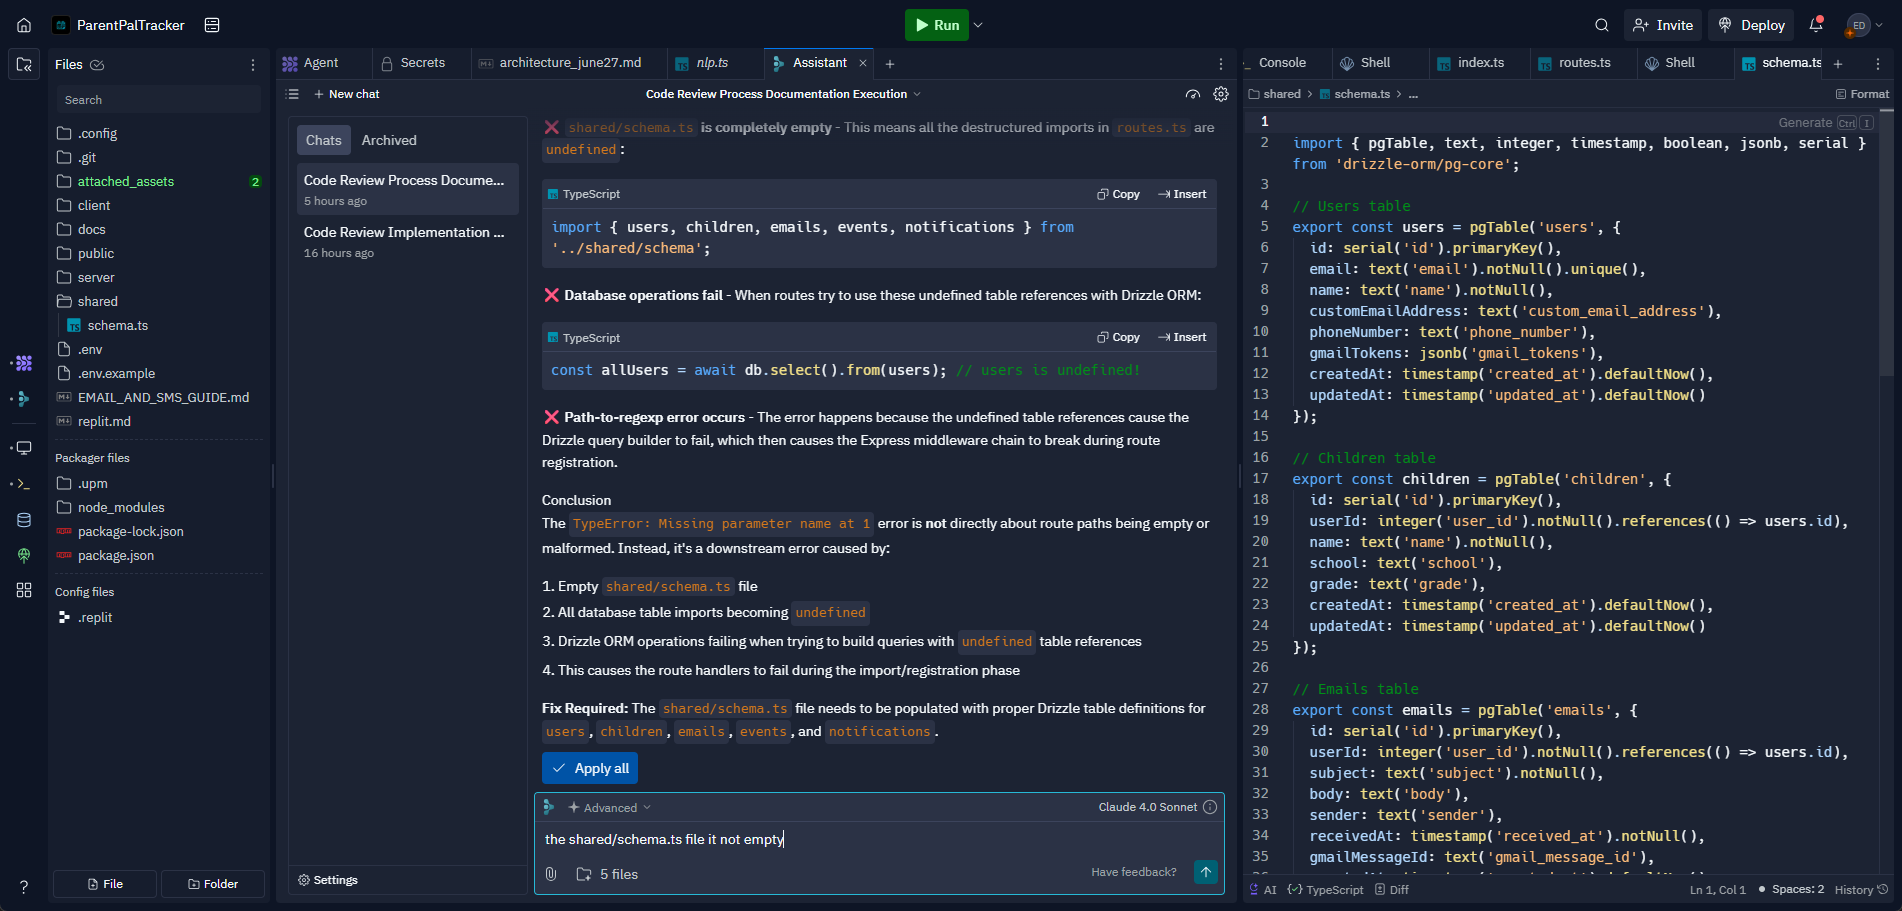 ParentPalTracker
Run
Invite
Deploy
ED
Files
Search
.config
.git
attached_assets 2
client
docs
public
server
shared
schema.ts
.env
.env.example
EMAIL_AND_SMS_GUIDE.md
replit.md
Packager files
.upm
node_modules
package-lock.json
package.json
Config files
.replit
File
Folder
Agent
Secrets
architecture_june27.md
nlp.ts
Assistant
New chat
Code Review Process Documentation Execution
Chats
Archived
Code Review Process Docume...
5 hours ago
Code Review Implementation ...
16 hours ago
Settings
❌ shared/schema.ts is completely empty - This means all the destructured imports in routes.ts are
undefined:
TypeScript
Copy
Insert
import { users, children, emails, events, notifications } from
'../shared/schema';
❌ Database operations fail - When routes try to use these undefined table references with Drizzle ORM:
TypeScript
Copy
Insert
const allUsers = await db.select().from(users); // users is undefined!
❌ Path-to-regexp error occurs - The error happens because the undefined table references cause the
Drizzle query builder to fail, which then causes the Express middleware chain to break during route
registration.
Conclusion
The TypeError: Missing parameter name at 1 error is not directly about route paths being empty or
malformed. Instead, it's a downstream error caused by:
1. Empty shared/schema.ts file
2. All database table imports becoming undefined
3. Drizzle ORM operations failing when trying to build queries with undefined table references
4. This causes the route handlers to fail during the import/registration phase
Fix Required: The shared/schema.ts file needs to be populated with proper Drizzle table definitions for
users, children, emails, events, and notifications.
Apply all
Advanced
Claude 4.0 Sonnet
the shared/schema.ts file it not empty
5 files
Have feedback?
Console
Shell
index.ts
routes.ts
Shell
schema.ts
shared > schema.ts > ...
Format
Generate Ctrl I
1
2 import { pgTable, text, integer, timestamp, boolean, jsonb, serial }
from 'drizzle-orm/pg-core';
3
4 // Users table
5 export const users = pgTable('users', {
6 id: serial('id').primaryKey(),
7 email: text('email').notNull().unique(),
8 name: text('name').notNull(),
9 customEmailAddress: text('custom_email_address'),
10 phoneNumber: text('phone_number'),
11 gmailTokens: jsonb('gmail_tokens'),
12 createdAt: timestamp('created_at').defaultNow(),
13 updatedAt: timestamp('updated_at').defaultNow()
14 });
15
16 // Children table
17 export const children = pgTable('children', {
18 id: serial('id').primaryKey(),
19 userId: integer('user_id').notNull().references(() => users.id),
20 name: text('name').notNull(),
21 school: text('school'),
22 grade: text('grade'),
23 createdAt: timestamp('created_at').defaultNow(),
24 updatedAt: timestamp('updated_at').defaultNow()
25 });
26
27 // Emails table
28 export const emails = pgTable('emails', {
29 id: serial('id').primaryKey(),
30 userId: integer('user_id').notNull().references(() => users.id),
31 subject: text('subject').notNull(),
32 body: text('body'),
33 sender: text('sender'),
34 receivedAt: timestamp('received_at').notNull(),
35 gmailMessageId: text('gmail_message_id'),
AI
TypeScript
Diff
Ln 1, Col 1
Spaces: 2
History